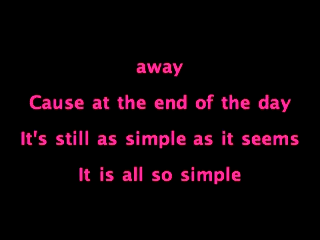 away
Cause at the end of the day
It's still as simple as it seems
It is all so simple